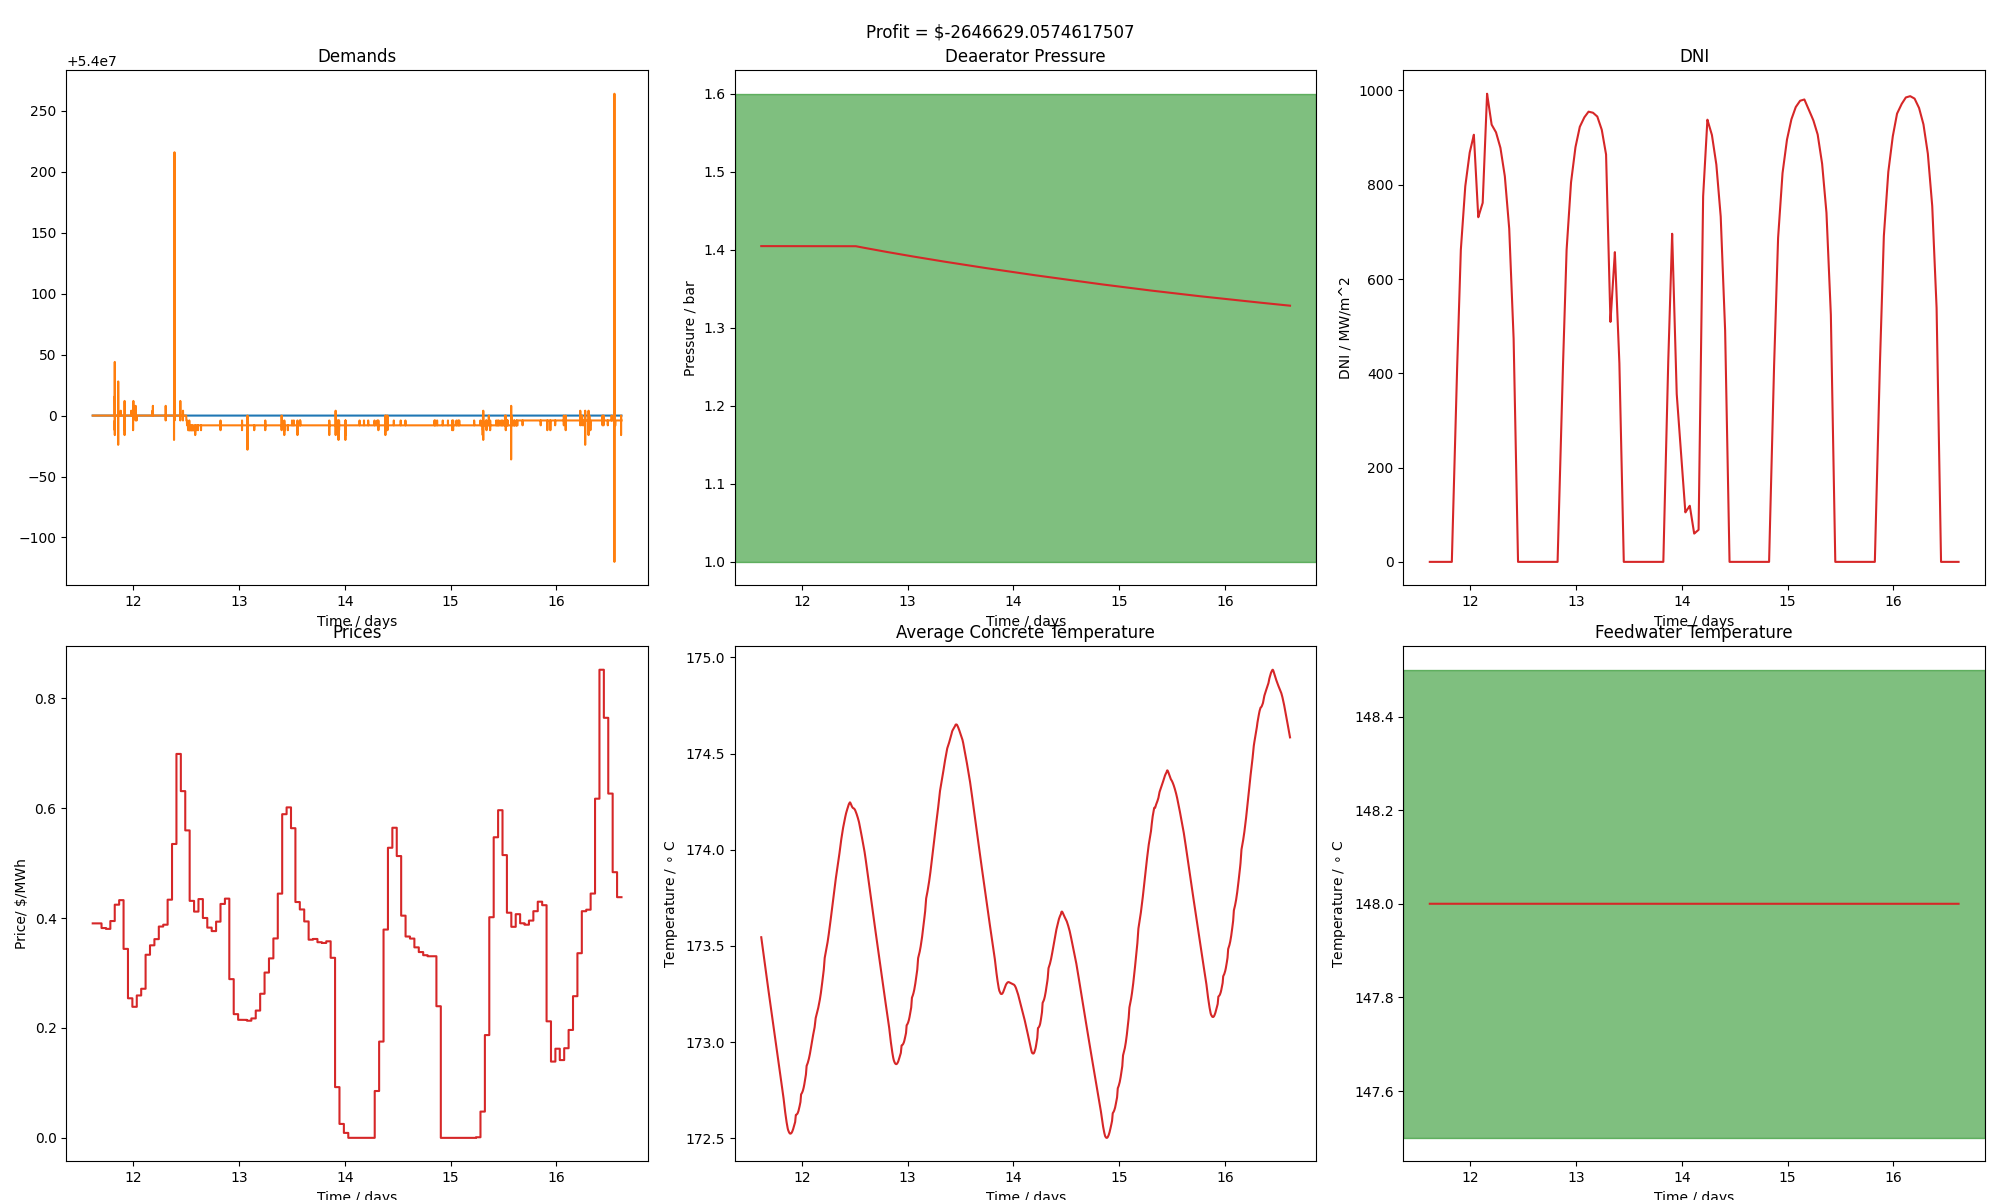 Profit = $-2646629.0574617507
Demands
+5.4e7
250
200
150
100
50
0
−50
−100
12 13 14 15 16
Time / days
Deaerator Pressure
Pressure / bar
1.6
1.5
1.4
1.3
1.2
1.1
1.0
12 13 14 15 16
Time / days
DNI
DNI / MW/m^2
1000
800
600
400
200
0
12 13 14 15 16
Time / days
Prices
Price/ $/MWh
0.8
0.6
0.4
0.2
0.0
12 13 14 15 16
Time / days
Average Concrete Temperature
Temperature / ∘ C
175.0
174.5
174.0
173.5
173.0
172.5
12 13 14 15 16
Time / days
Feedwater Temperature
Temperature / ∘ C
148.4
148.2
148.0
147.8
147.6
12 13 14 15 16
Time / days